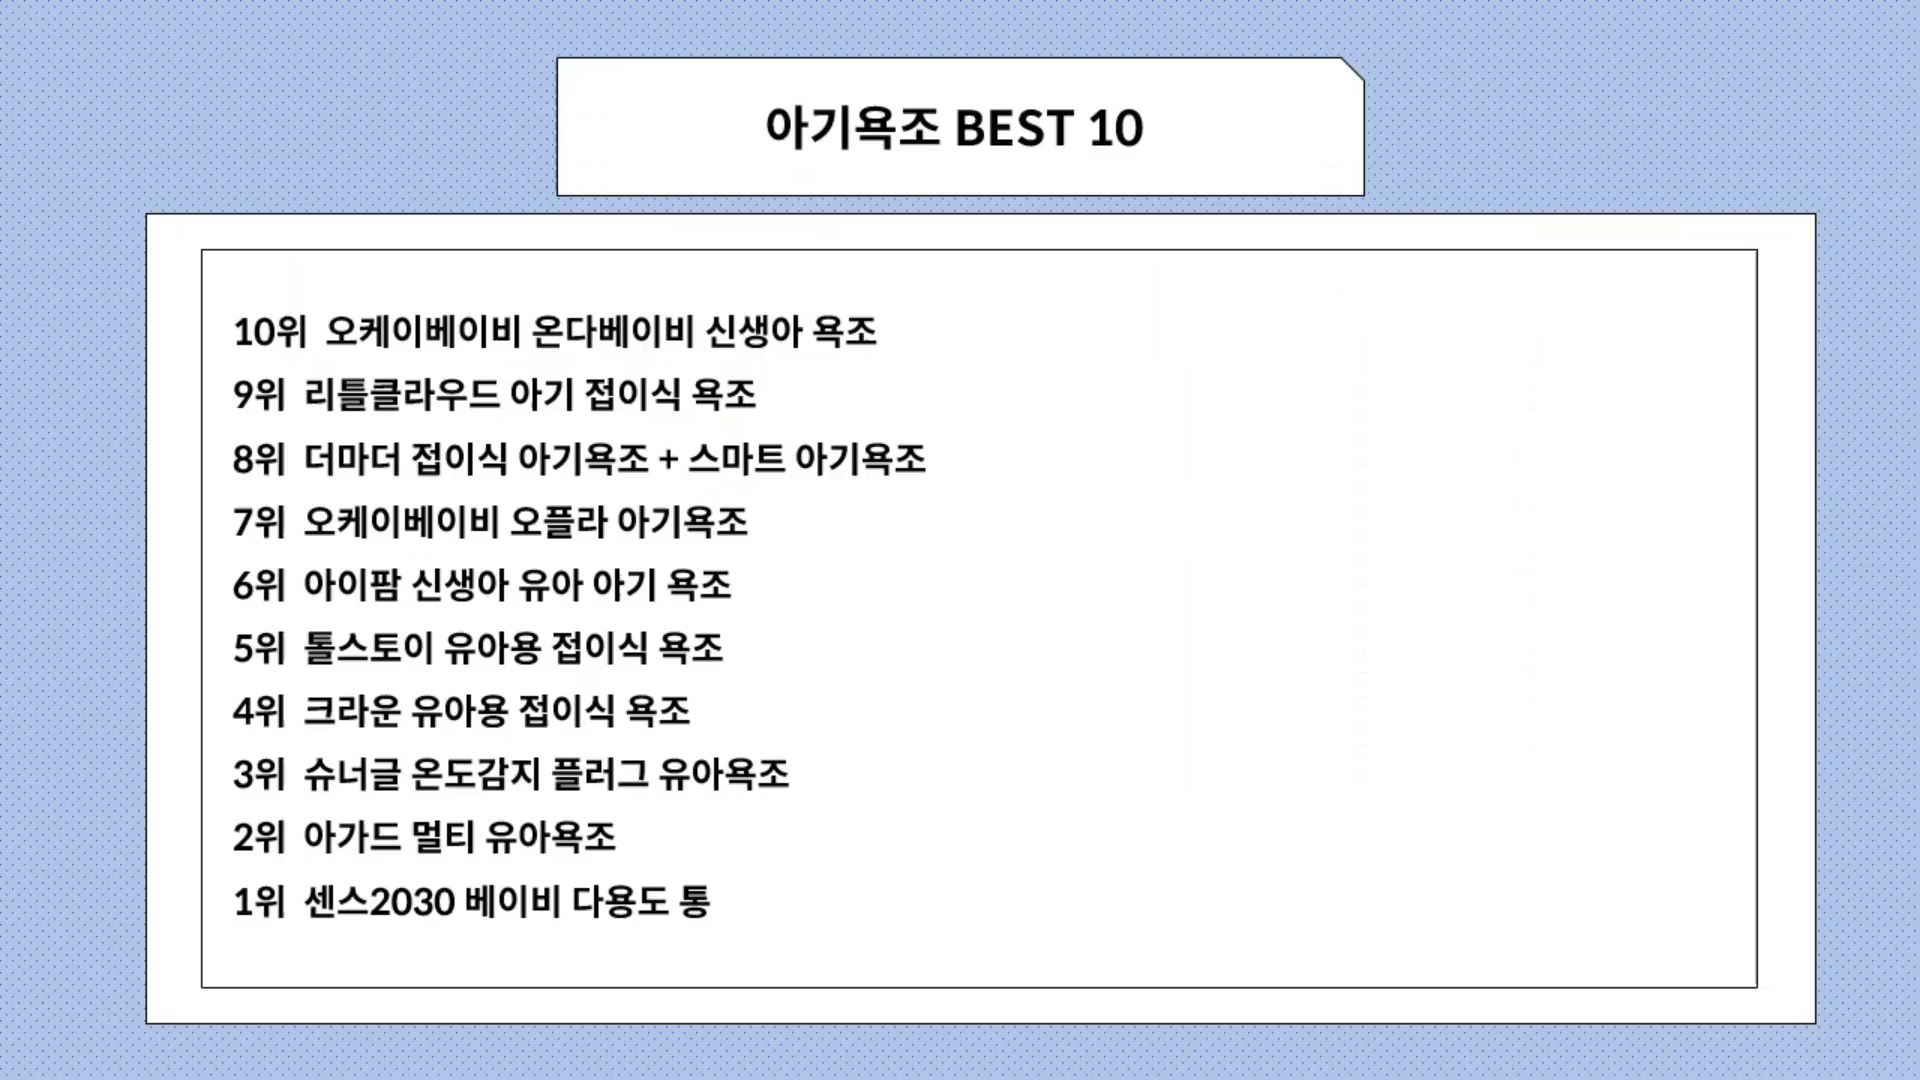 아기욕조 BEST 10
10위 오케이베이비 온다베이비 신생아 욕조
9위 리틀클라우드 아기 접이식 욕조
8위 더마더 접이식 아기욕조 + 스마트 아기욕조
7위 오케이베이비 오플라 아기욕조
6위 아이팜 신생아 유아 아기 욕조
5위 톨스토이 유아용 접이식 욕조
4위 크라운 유아용 접이식 욕조
3위 슈너글 온도감지 플러그 유아욕조
2위 아가드 멀티 유아욕조
1위 센스2030 베이비 다용도 통